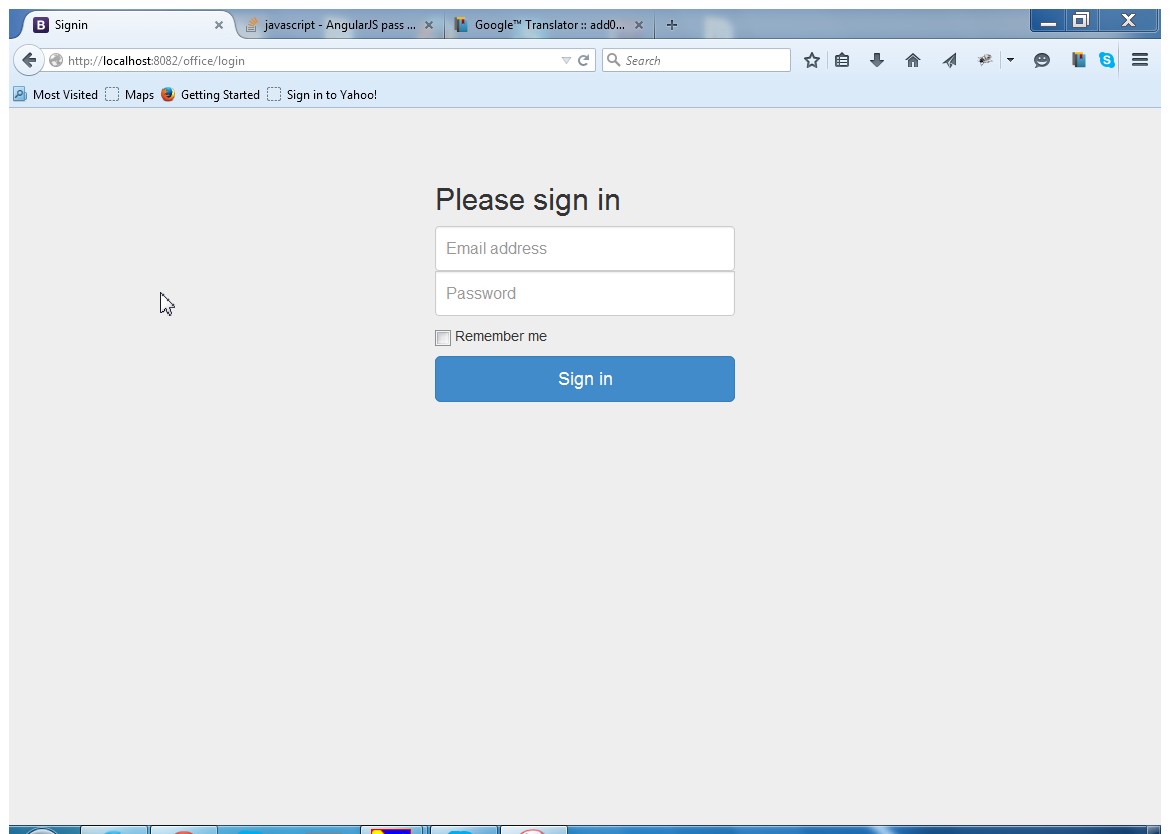 B Signin javascript - AngularJS pass ... Google™ Translator :: add0...
http://localhost:8082/office/login Search
Most Visited Maps Getting Started Sign in to Yahoo!
Please sign in
Email address
Password
Remember me
Sign in